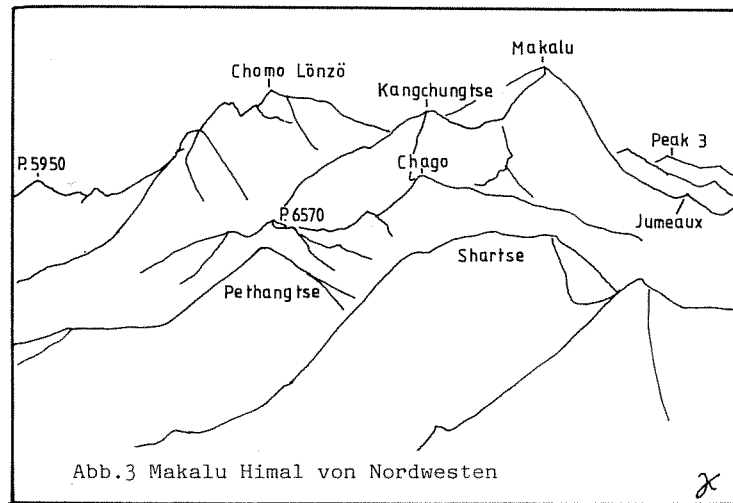 Makalu
Chomo Lönzö
Kangchungtse
Peak 3
P.5950
Chago
P.6570
Jumeaux
Shartse
Pethangtse
Abb.3 Makalu Himal von Nordwesten